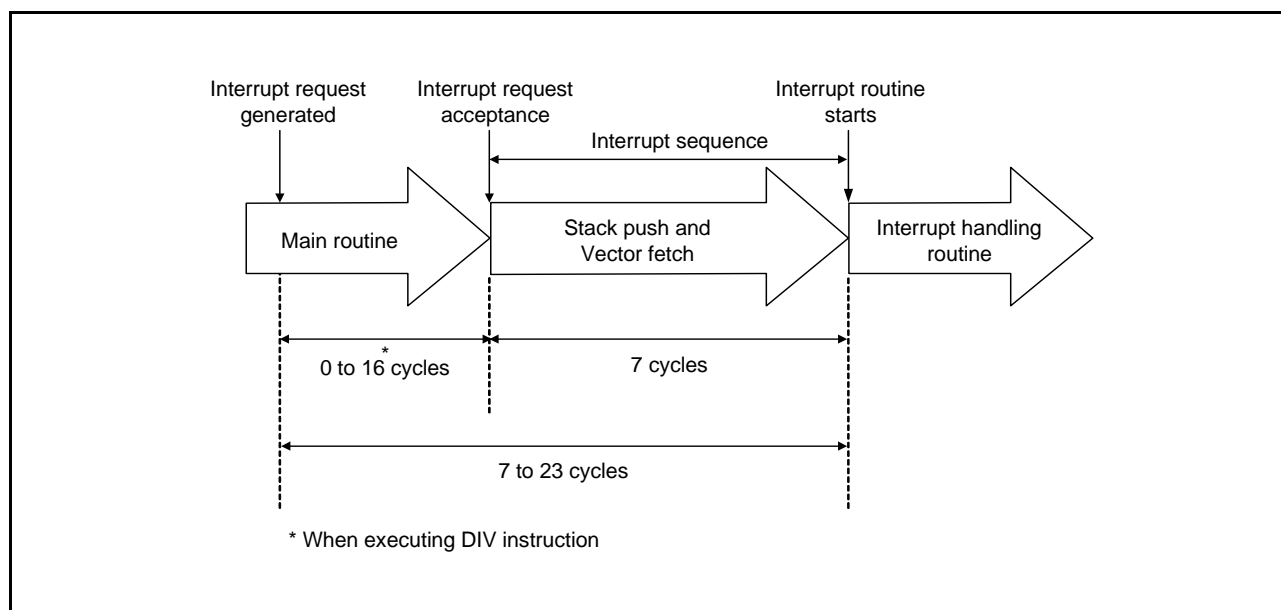 Interrupt request
generated
Interrupt request
acceptance
Interrupt routine
starts
Interrupt sequence
Main routine
Stack push and
Vector fetch
Interrupt handling
routine
*
0 to 16 cycles
7 cycles
7 to 23 cycles
* When executing DIV instruction